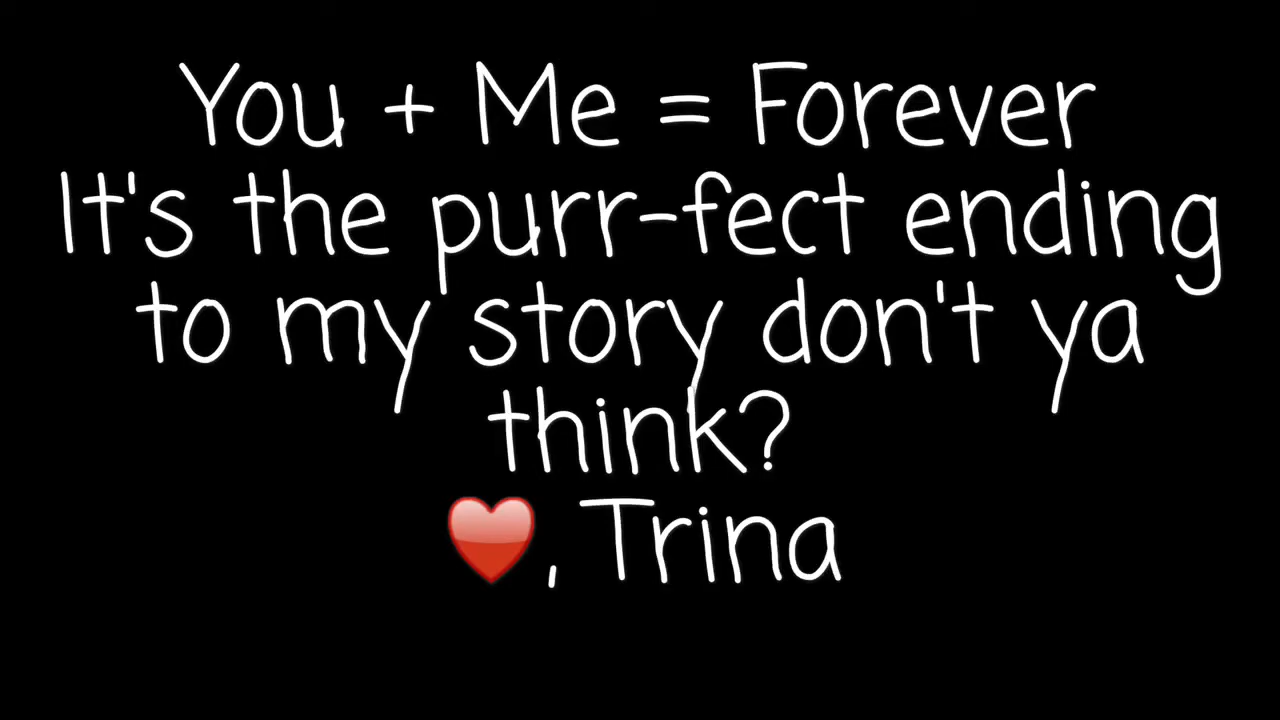 You + Me = Forever
It's the purr-fect ending
to my story don't ya
think?
❤️, Trina